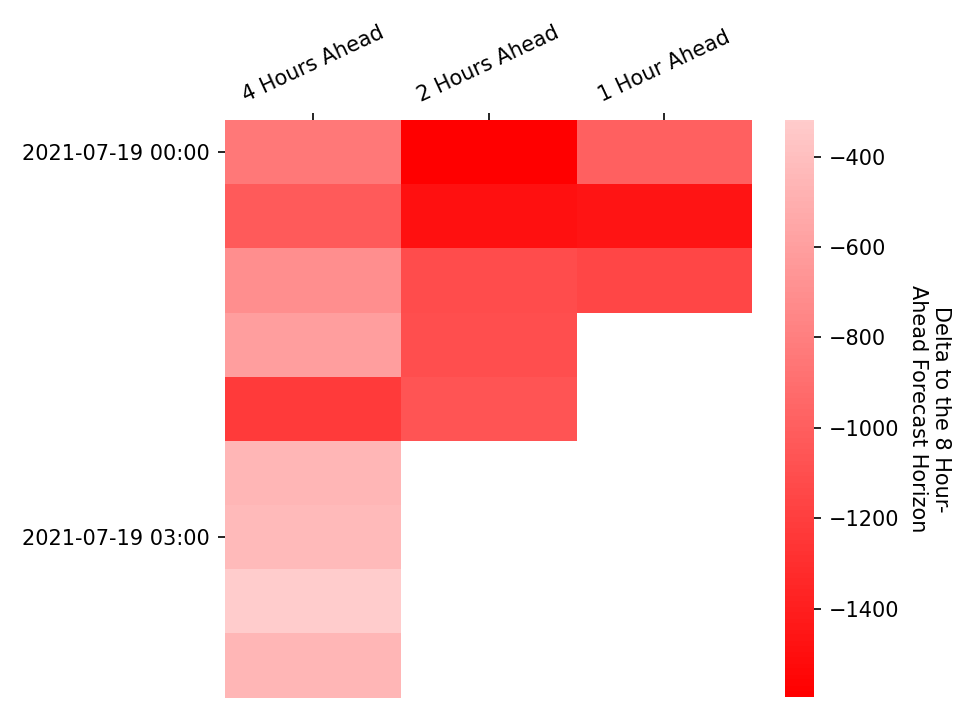 4 Hours Ahead
2 Hours Ahead
1 Hour Ahead
2021-07-19 00:00
2021-07-19 03:00
−400
−600
−800
−1000
−1200
−1400
Delta to the 8 Hour-
Ahead Forecast Horizon